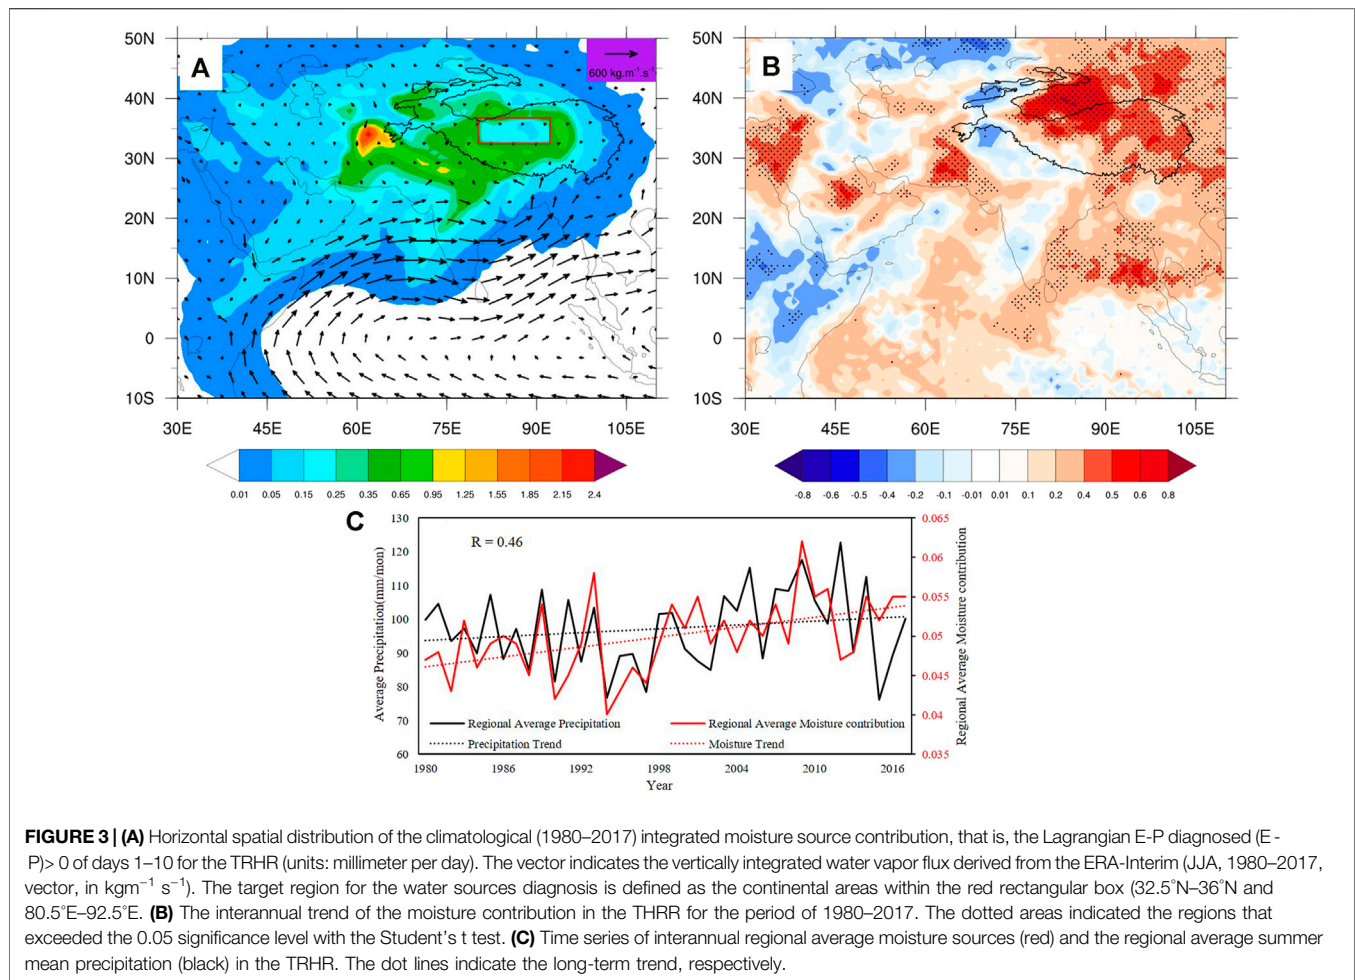 A
600 kg.m⁻¹.s⁻¹
50N
40N
30N
20N
10N
0
10S
30E 45E 60E 75E 90E 105E
0.01 0.05 0.15 0.25 0.35 0.65 0.95 1.25 1.55 1.85 2.15 2.4
B
50N
40N
30N
20N
10N
0
10S
30E 45E 60E 75E 90E 105E
-0.8 -0.6 -0.5 -0.4 -0.2 -0.1 -0.01 0.01 0.1 0.2 0.4 0.5 0.6 0.8
C
R = 0.46
Average Precipitation(mm/mon)
130
120
110
100
90
80
70
60
Regional Average Moisture contribution
0.065
0.06
0.055
0.05
0.045
0.04
0.035
Regional Average Precipitation
Regional Average Moisture contribution
Precipitation Trend
Moisture Trend
1980 1986 1992 1998 2004 2010 2016
Year
FIGURE 3 | (A) Horizontal spatial distribution of the climatological (1980–2017) integrated moisture source contribution, that is, the Lagrangian E-P diagnosed (E -
P)> 0 of days 1–10 for the TRHR (units: millimeter per day). The vector indicates the vertically integrated water vapor flux derived from the ERA-Interim (JJA, 1980–2017,
vector, in kgm⁻¹ s⁻¹). The target region for the water sources diagnosis is defined as the continental areas within the red rectangular box (32.5°N–36°N and
80.5°E–92.5°E. (B) The interannual trend of the moisture contribution in the THRR for the period of 1980–2017. The dotted areas indicated the regions that
exceeded the 0.05 significance level with the Student's t test. (C) Time series of interannual regional average moisture sources (red) and the regional average summer
mean precipitation (black) in the TRHR. The dot lines indicate the long-term trend, respectively.